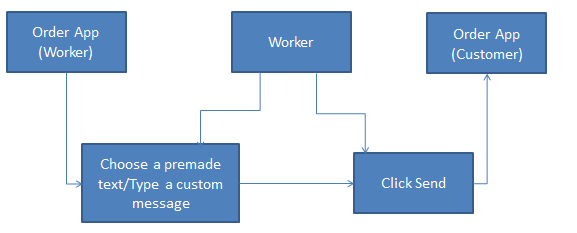 Order App
(Worker)
Worker
Order App
(Customer)
Choose a premade
text/Type a custom
message
Click Send